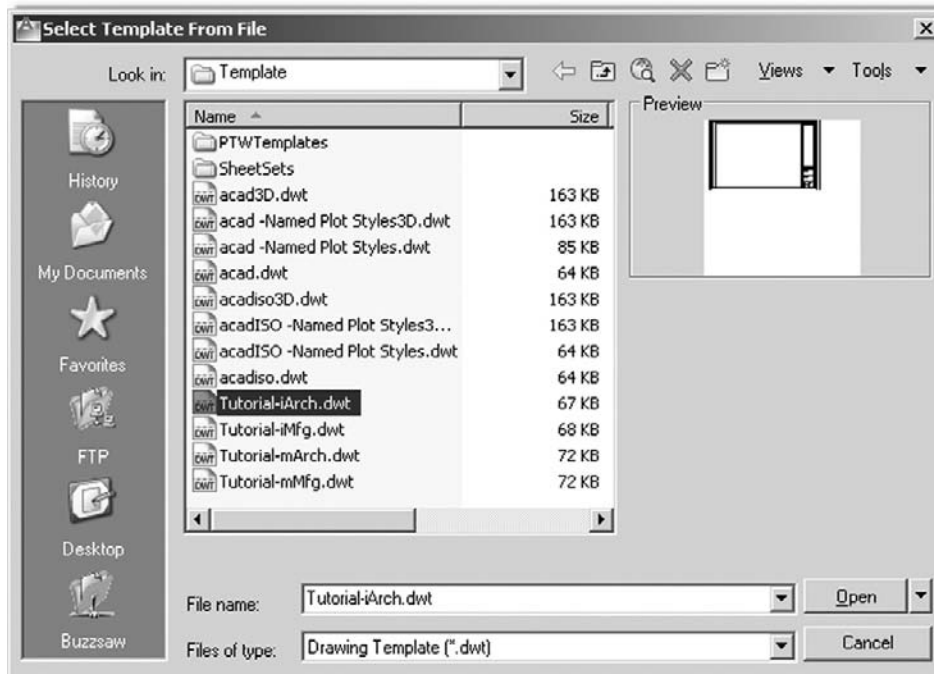 Select Template From File
Look in: Template Views Tools
History
My Documents
Favorites
FTP
Desktop
Buzzsaw
Name Size
PTWTemplates
SheetSets
acad3D.dwt 163 KB
acad -Named Plot Styles3D.dwt 163 KB
acad -Named Plot Styles.dwt 85 KB
acad.dwt 64 KB
acadiso3D.dwt 163 KB
acadISO -Named Plot Styles3... 163 KB
acadISO -Named Plot Styles.dwt 64 KB
acadiso.dwt 64 KB
Tutorial-iArch.dwt 67 KB
Tutorial-iMfg.dwt 68 KB
Tutorial-mArch.dwt 72 KB
Tutorial-mMfg.dwt 72 KB
Preview
File name: Tutorial-iArch.dwt Open
Files of type: Drawing Template (*.dwt) Cancel